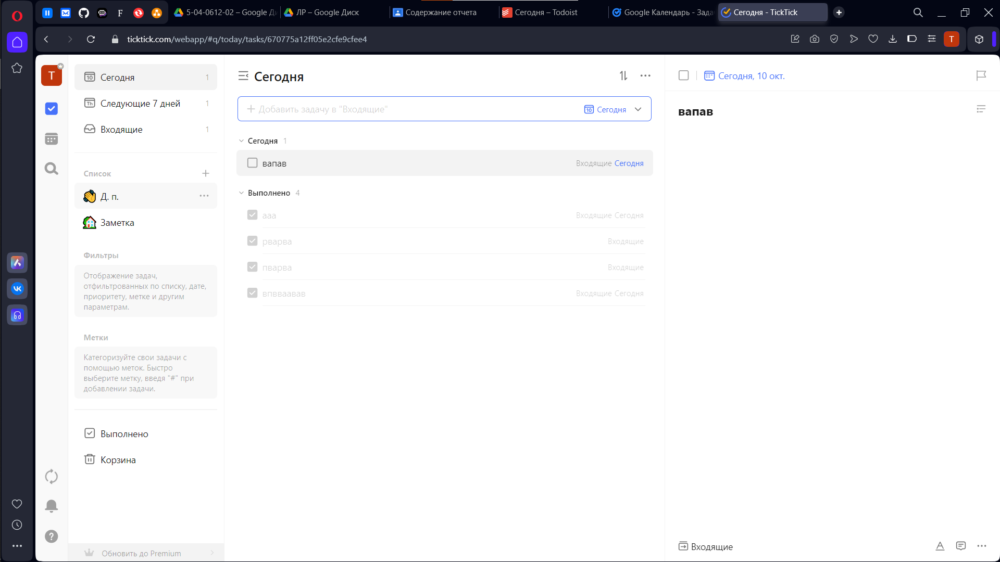 5-04-0612-02 – Google Ди
ЛР – Google Диск
Содержание отчета
Сегодня – Todoist
Google Календарь - Зада
Сегодня - TickTick
ticktick.com/webapp/#q/today/tasks/670775a12ff05e2cfe9cfee4
T
T
Сегодня
1
Следующие 7 дней
1
Входящие
1
Список
Д. п.
Заметка
Фильтры
Отображение задач,
отфильтрованных по списку, дате,
приоритету, метке и другим
параметрам.
Метки
Категоризуйте свои задачи с
помощью меток. Быстро
выберите метку, введя "#" при
добавлении задачи.
Выполнено
Корзина
Обновить до Premium
Сегодня
Добавить задачу в "Входящие"
10 Сегодня
Сегодня 1
вапав
Входящие Сегодня
Выполнено 4
ааа
Входящие Сегодня
рварва
Входящие
пварва
Входящие
впвваавав
Входящие Сегодня
Сегодня, 10 окт.
вапав
Входящие